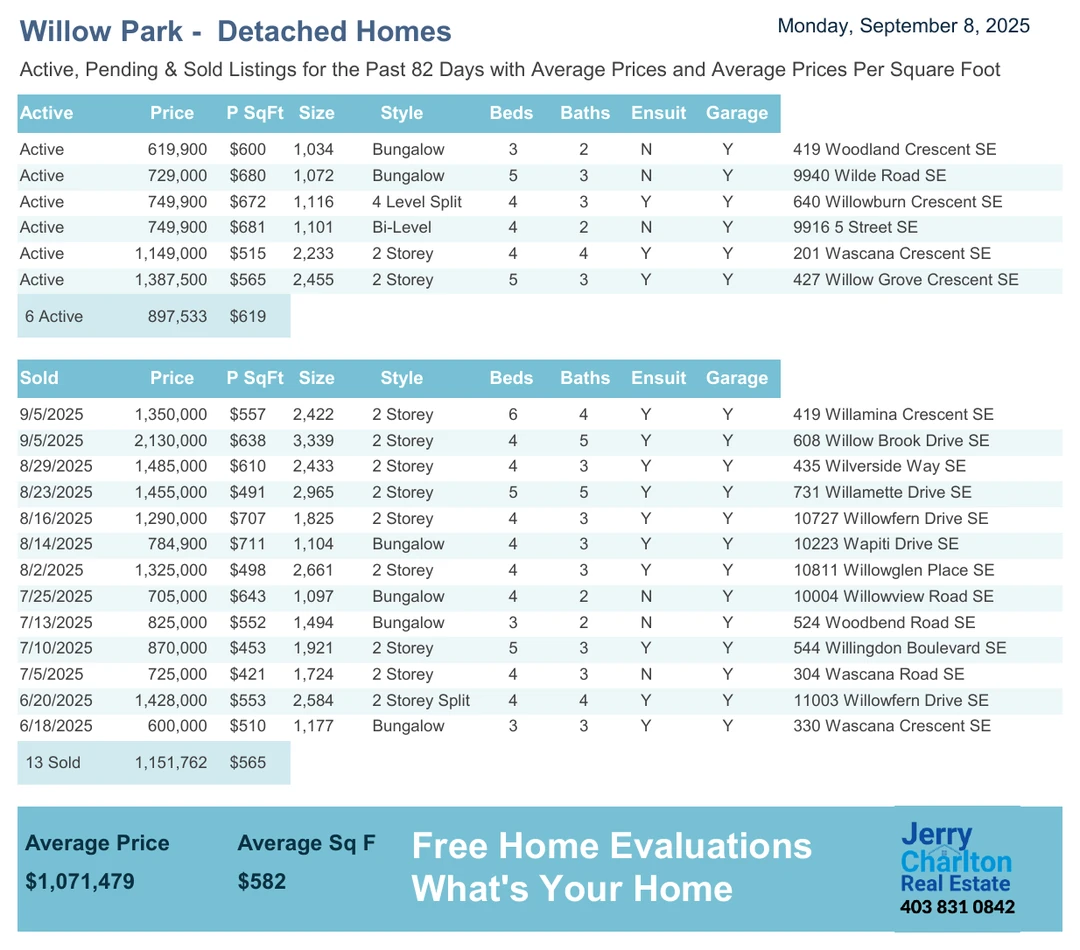 Willow Park - Detached Homes
Monday, September 8, 2025
Active, Pending & Sold Listings for the Past 82 Days with Average Prices and Average Prices Per Square Foot
Active Price P SqFt Size Style Beds Baths Ensuit Garage
Active 619,900 $600 1,034 Bungalow 3 2 N Y 419 Woodland Crescent SE
Active 729,000 $680 1,072 Bungalow 5 3 N Y 9940 Wilde Road SE
Active 749,900 $672 1,116 4 Level Split 4 3 Y Y 640 Willowburn Crescent SE
Active 749,900 $681 1,101 Bi-Level 4 2 N Y 9916 5 Street SE
Active 1,149,000 $515 2,233 2 Storey 4 4 Y Y 201 Wascana Crescent SE
Active 1,387,500 $565 2,455 2 Storey 5 3 Y Y 427 Willow Grove Crescent SE
6 Active 897,533 $619
Sold Price P SqFt Size Style Beds Baths Ensuit Garage
9/5/2025 1,350,000 $557 2,422 2 Storey 6 4 Y Y 419 Willamina Crescent SE
9/5/2025 2,130,000 $638 3,339 2 Storey 4 5 Y Y 608 Willow Brook Drive SE
8/29/2025 1,485,000 $610 2,433 2 Storey 4 3 Y Y 435 Wilverside Way SE
8/23/2025 1,455,000 $491 2,965 2 Storey 5 5 Y Y 731 Willamette Drive SE
8/16/2025 1,290,000 $707 1,825 2 Storey 4 3 Y Y 10727 Willowfern Drive SE
8/14/2025 784,900 $711 1,104 Bungalow 4 3 Y Y 10223 Wapiti Drive SE
8/2/2025 1,325,000 $498 2,661 2 Storey 4 3 Y Y 10811 Willowglen Place SE
7/25/2025 705,000 $643 1,097 Bungalow 4 2 N Y 10004 Willowview Road SE
7/13/2025 825,000 $552 1,494 Bungalow 3 2 N Y 524 Woodbend Road SE
7/10/2025 870,000 $453 1,921 2 Storey 5 3 Y Y 544 Willingdon Boulevard SE
7/5/2025 725,000 $421 1,724 2 Storey 4 3 N Y 304 Wascana Road SE
6/20/2025 1,428,000 $553 2,584 2 Storey Split 4 4 Y Y 11003 Willowfern Drive SE
6/18/2025 600,000 $510 1,177 Bungalow 3 3 Y Y 330 Wascana Crescent SE
13 Sold 1,151,762 $565
Average Price Average Sq F
$1,071,479 $582
Free Home Evaluations
What's Your Home
Jerry
Charlton
Real Estate
403 831 0842